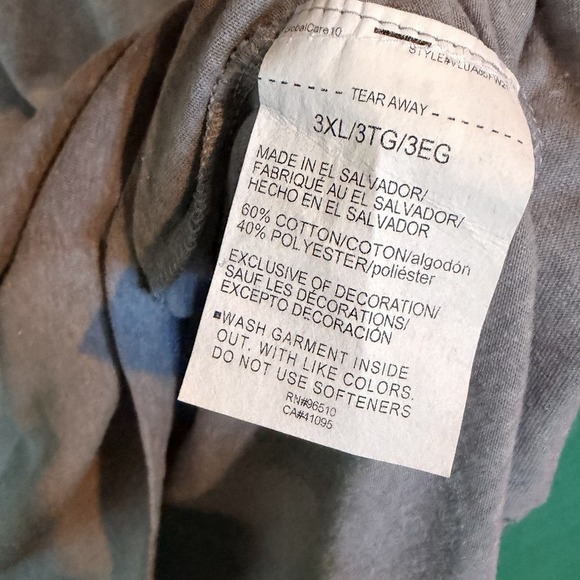 GlobalCare10
TEAR AWAY
3XL/3TG/3EG
MADE IN EL SALVADOR/
FABRIQUÉ AU EL SALVADOR/
HECHO EN EL SALVADOR
60% COTTON/COTON/algodón
40% POLYESTER/poliéster
EXCLUSIVE OF DECORATION/
SAUF LES DÉCORATIONS/
EXCEPTO DECORACIÓN
▪WASH GARMENT INSIDE
OUT. WITH LIKE COLORS.
DO NOT USE SOFTENERS
RN#96510
CA#41095